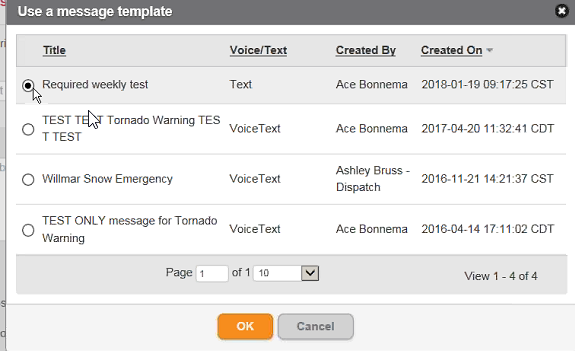 Use a message template
Title Voice/Text Created By Created On
Required weekly test Text Ace Bonnema 2018-01-19 09:17:25 CST
TEST TEST Tornado Warning TES
T TEST
VoiceText Ace Bonnema 2017-04-20 11:32:41 CDT
Willmar Snow Emergency VoiceText
Ashley Bruss -
Dispatch
2016-11-21 14:21:37 CST
TEST ONLY message for Tornado
Warning
VoiceText Ace Bonnema 2016-04-14 17:11:02 CDT
Page 1 of 1 10 View 1 - 4 of 4
OK Cancel